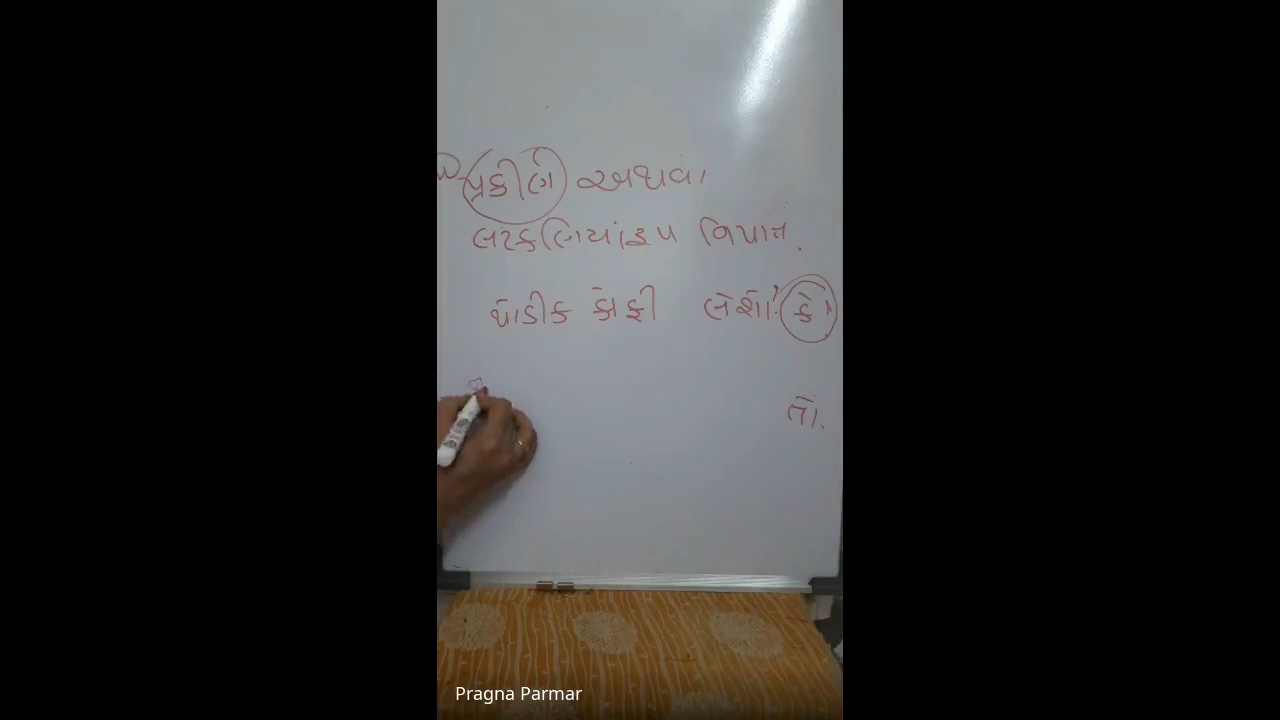 પ્રકીર્ણ અથવા
લટકણિયાંરૂપ નિપાત.
થોડીક કોફી લેશો? કે
તો.
Pragna Parmar